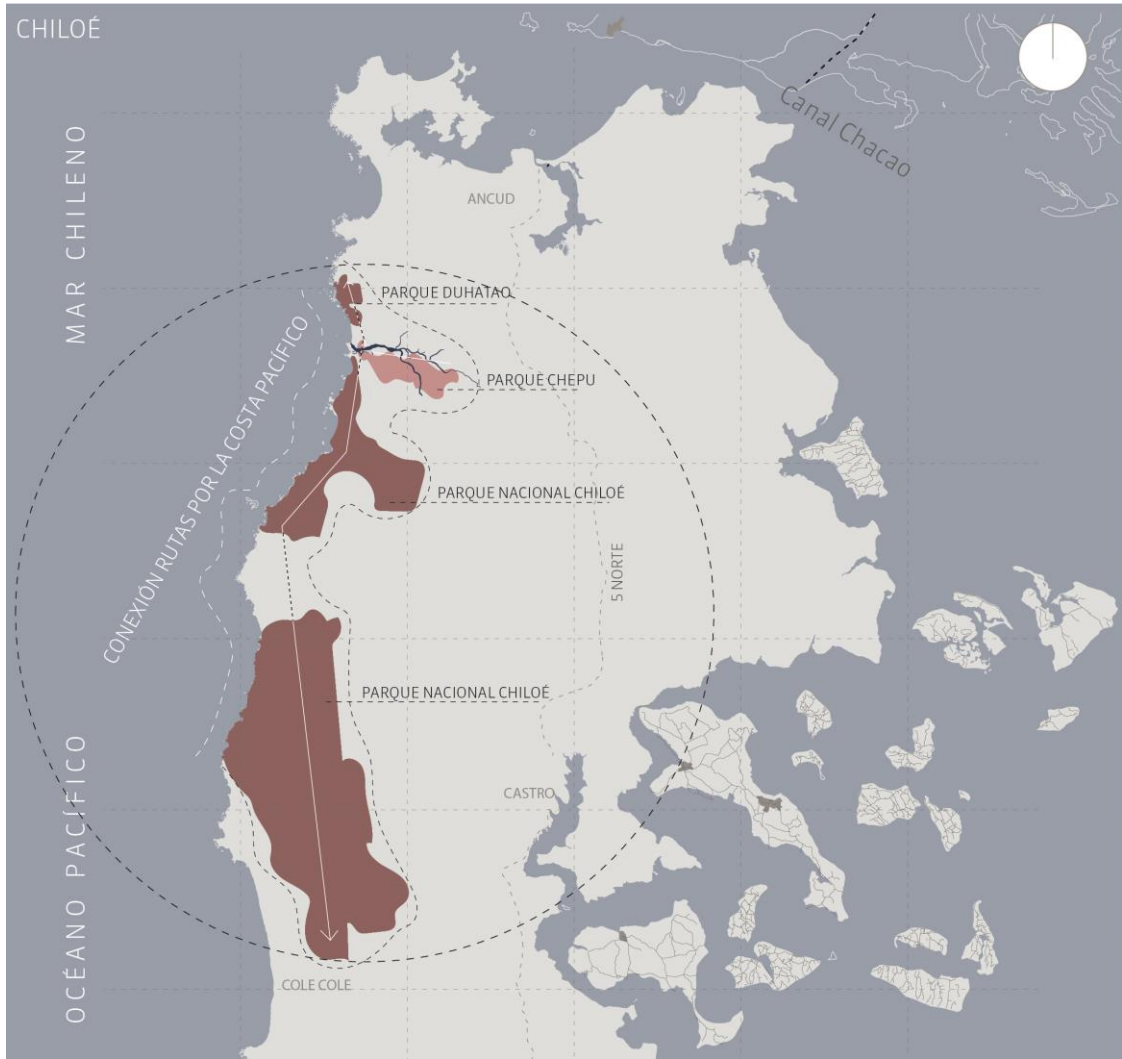 CHILOÉ
Canal Chacao
MAR CHILENO
ANCUD
PARQUE DUHATAO
CONEXIÓN RUTAS POR LA COSTA PACÍFICO
PARQUE CHEPU
PARQUE NACIONAL CHILOÉ
5 NORTE
PARQUE NACIONAL CHILOÉ
OCÉANO PACÍFICO
CASTRO
COLE COLE